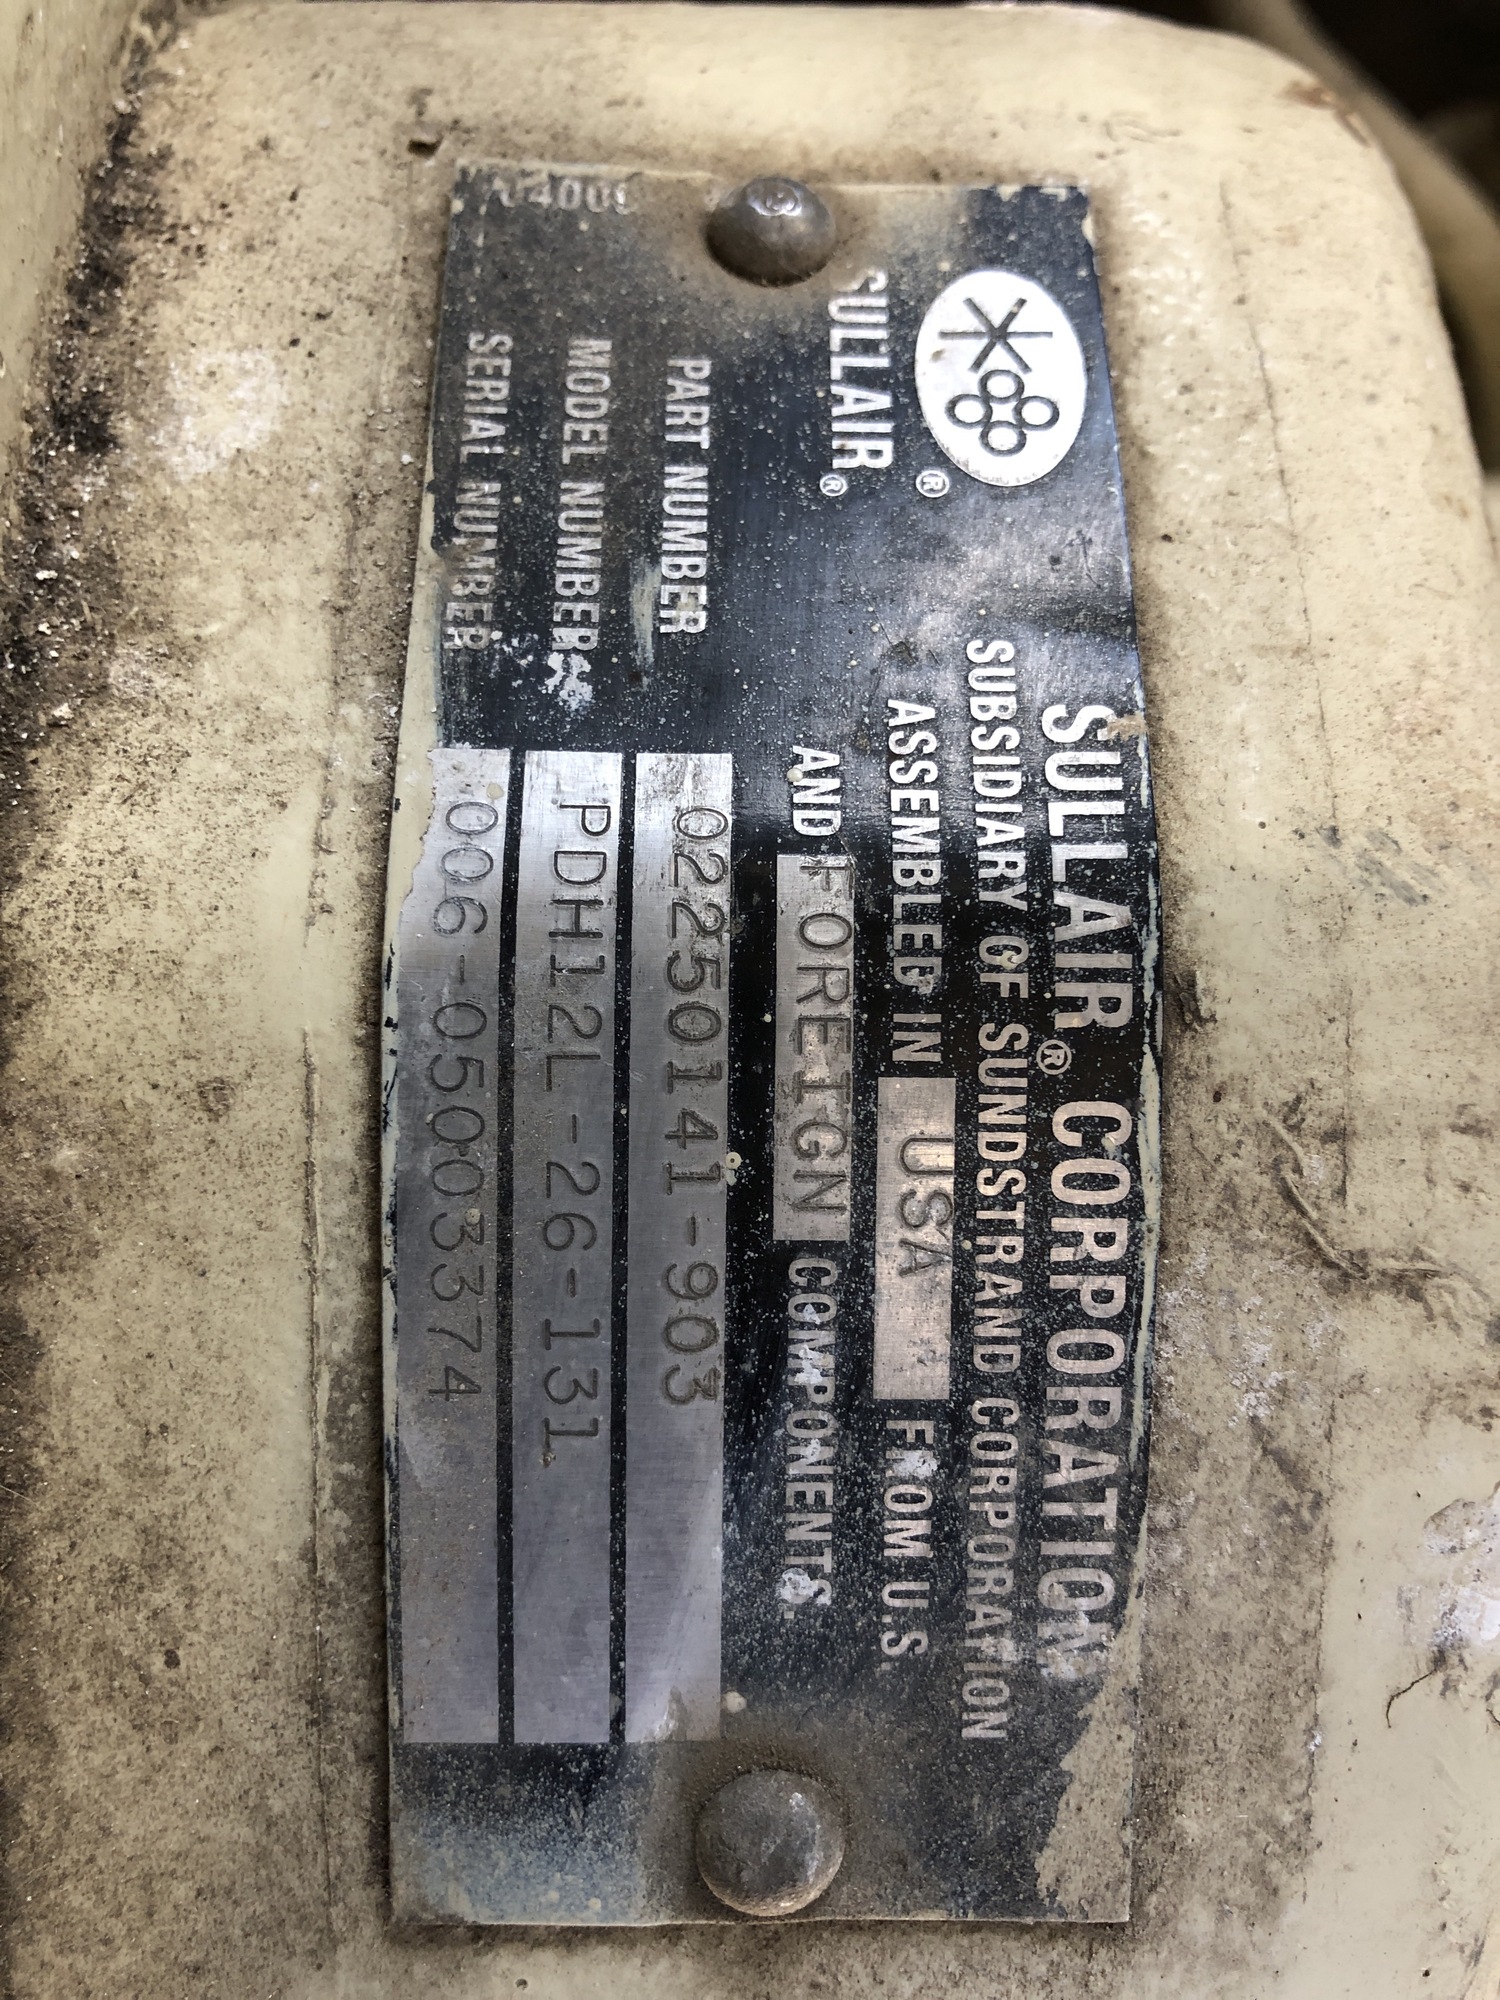 SULLAIR® CORPORATION
SUBSIDIARY OF SUNDSTRAND CORPORATION
®
SULLAIR®
ASSEMBLED IN USA FROM U.S.
AND FOREIGN COMPONENTS.
PART NUMBER 02250141-903
MODEL NUMBER PDH12L-26-131
SERIAL NUMBER 006-05003374